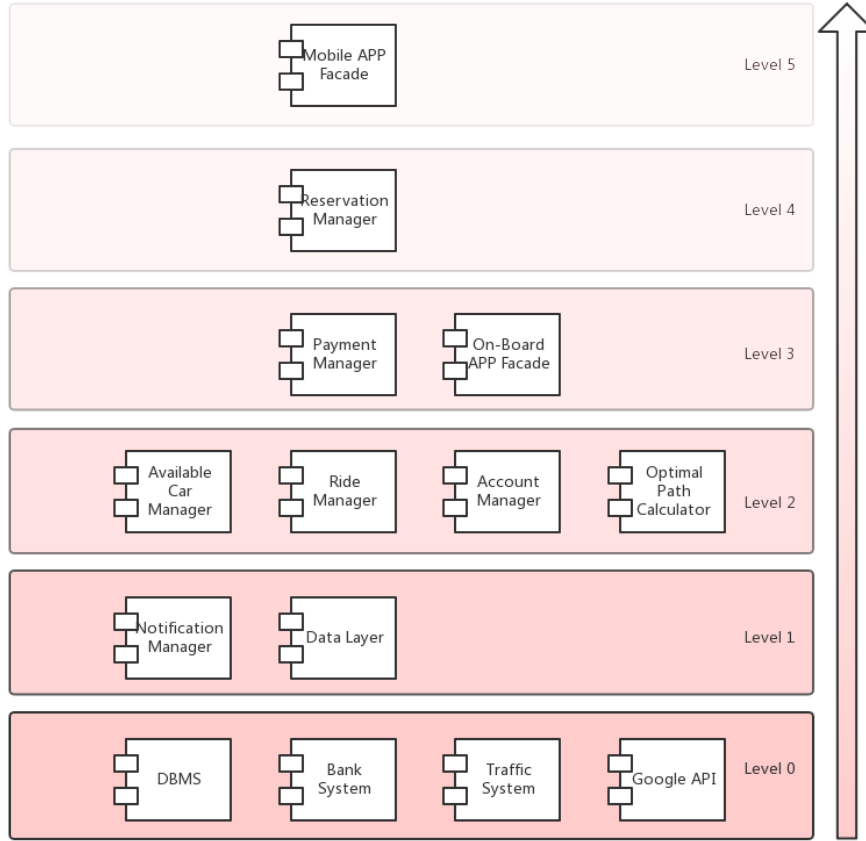 Mobile APP
Facade
Level 5
Reservation
Manager
Level 4
Payment
Manager
On-Board
APP Facade
Level 3
Available
Car
Manager
Ride
Manager
Account
Manager
Optimal
Path
Calculator
Level 2
Notification
Manager
Data Layer
Level 1
DBMS
Bank
System
Traffic
System
Google API
Level 0